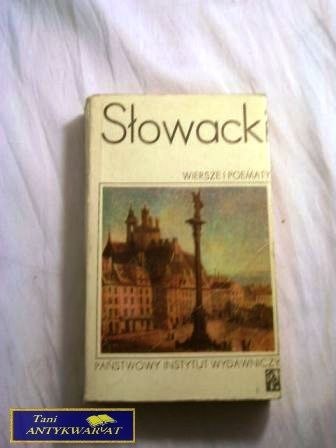 Słowacki
WIERSZE I POEMATY
PAŃSTWOWY INSTYTUT WYDAWNICZY
Tani
ANTYKWARIAT